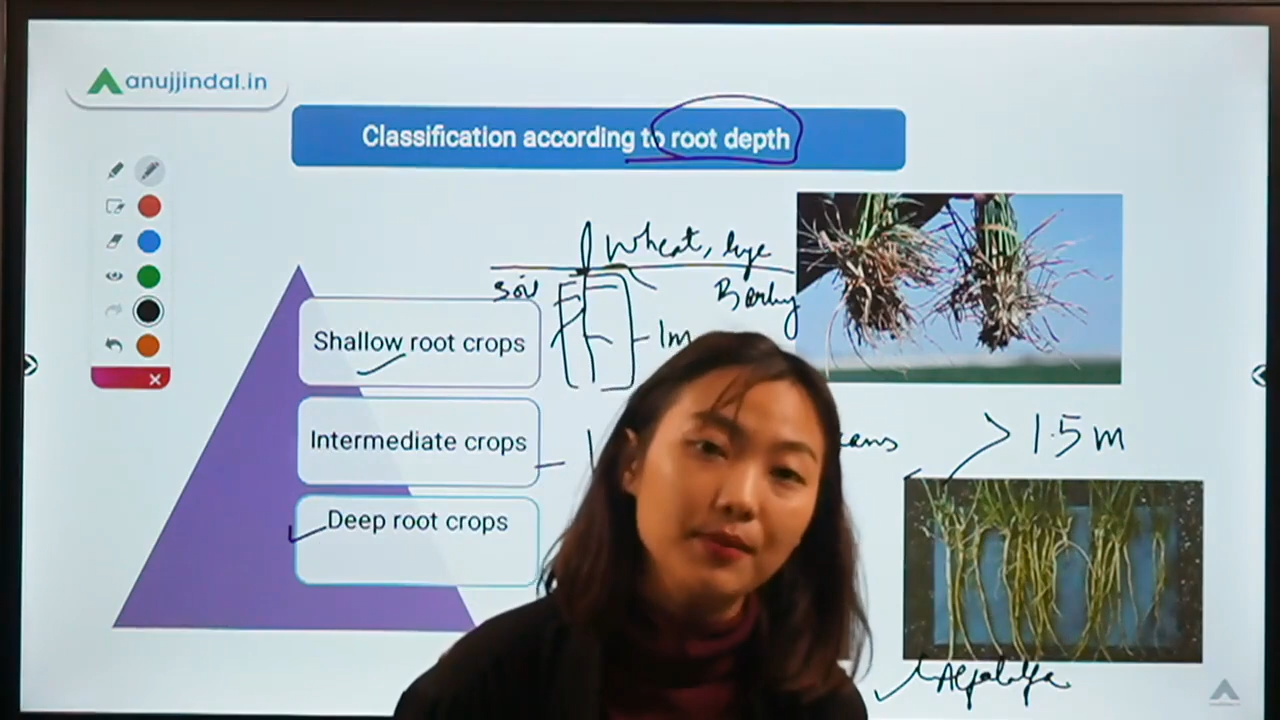 anujjindal.in
Classification according to root depth
wheat, rye
Soil
Barley
Shallow root crops
1m
Intermediate crops
> 1.5 m
Deep root crops
Alfalfa